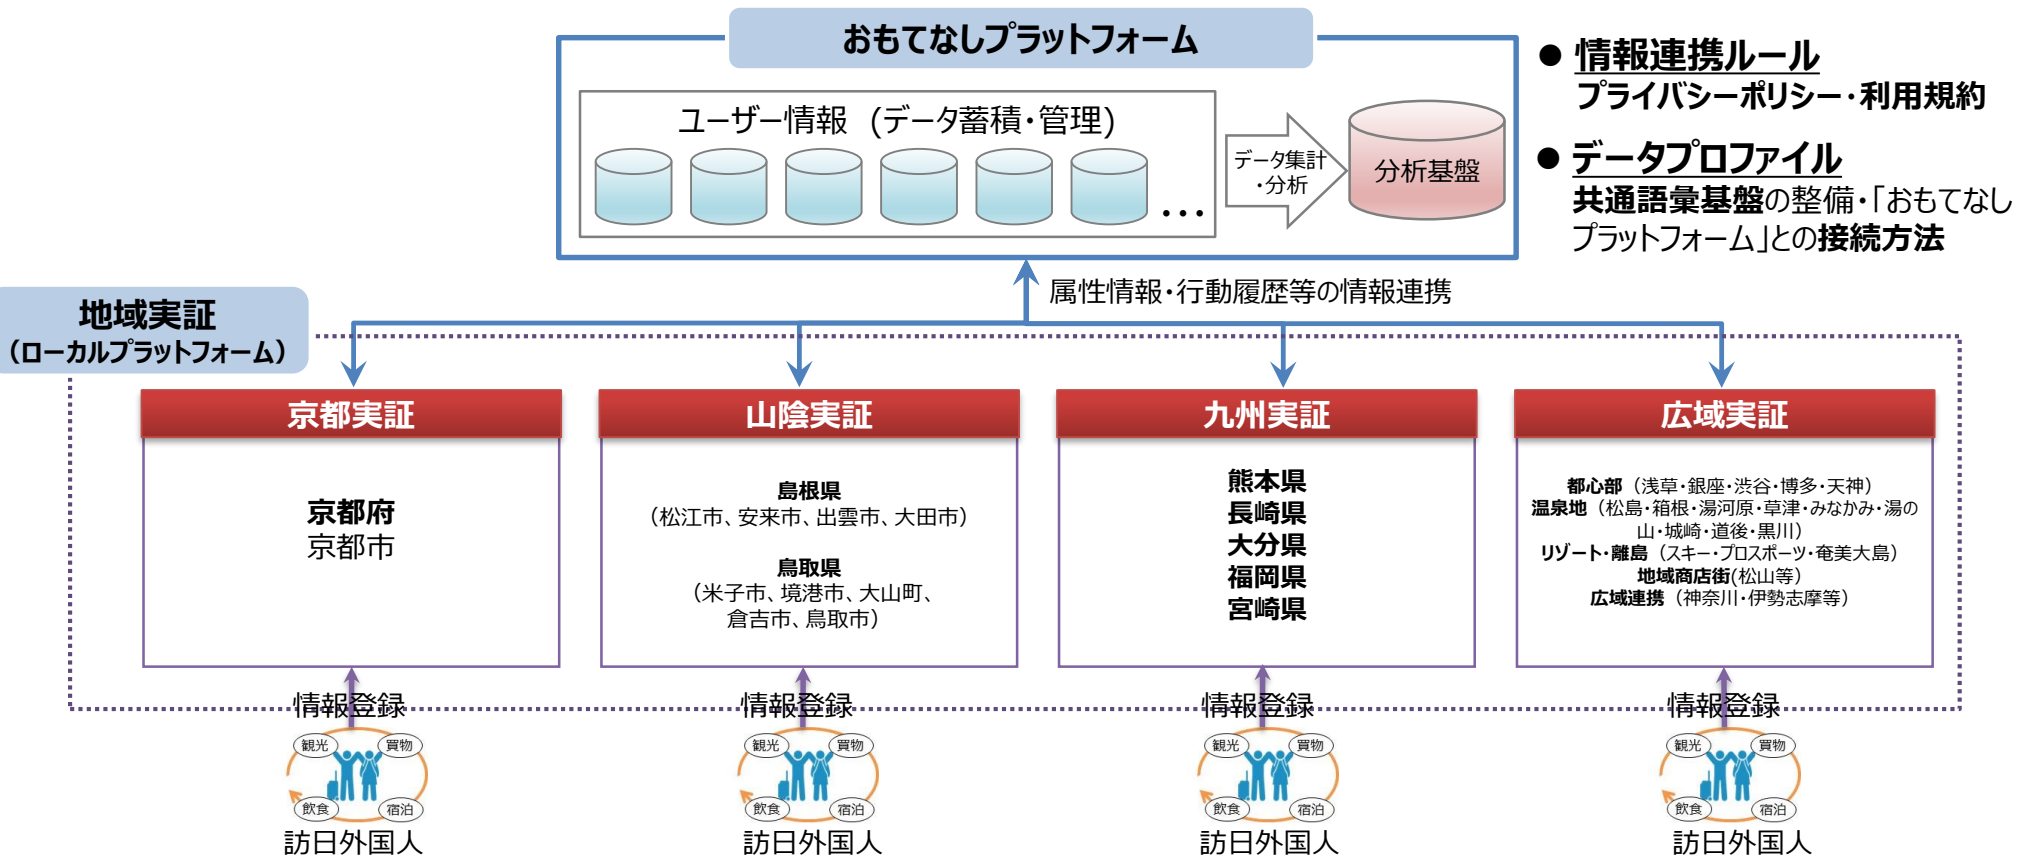 おもてなしプラットフォーム
ユーザー情報 (データ蓄積・管理)
…
データ集計
・分析
分析基盤
● 情報連携ルール
プライバシーポリシー・利用規約
● データプロファイル
共通語彙基盤の整備・「おもてなし
プラットフォーム」との接続方法
属性情報・行動履歴等の情報連携
地域実証
（ローカルプラットフォーム）
京都実証
京都府
京都市
山陰実証
島根県
（松江市、安来市、出雲市、大田市）
鳥取県
（米子市、境港市、大山町、
倉吉市、鳥取市）
九州実証
熊本県
長崎県
大分県
福岡県
宮崎県
広域実証
都心部（浅草・銀座・渋谷・博多・天神）
温泉地（松島・箱根・湯河原・草津・みなかみ・湯の
山・城崎・道後・黒川）
リゾート・離島（スキー・プロスポーツ・奄美大島）
地域商店街(松山等）
広域連携（神奈川・伊勢志摩等）
情報登録
観光
買物
飲食
宿泊
訪日外国人
情報登録
観光
買物
飲食
宿泊
訪日外国人
情報登録
観光
買物
飲食
宿泊
訪日外国人
情報登録
観光
買物
飲食
宿泊
訪日外国人